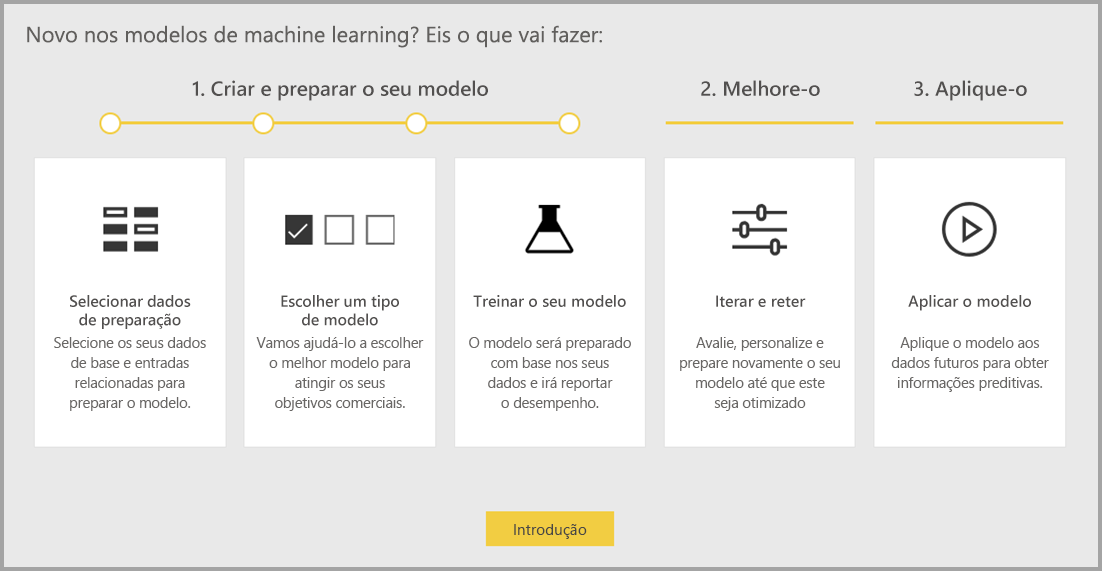 Novo nos modelos de machine learning? Eis o que vai fazer:
1. Criar e preparar o seu modelo
2. Melhore-o
3. Aplique-o
Selecionar dados
de preparação
Selecione os seus dados
de base e entradas
relacionadas para
preparar o modelo.
Escolher um tipo
de modelo
Vamos ajudá-lo a escolher
o melhor modelo para
atingir os seus
objetivos comerciais.
Treinar o seu modelo
O modelo será preparado
com base nos seus
dados e irá reportar
o desempenho.
Iterar e reter
Avalie, personalize e
prepare novamente o seu
modelo até que este
seja otimizado
Aplicar o modelo
Aplique o modelo aos
dados futuros para obter
informações preditivas.
Introdução